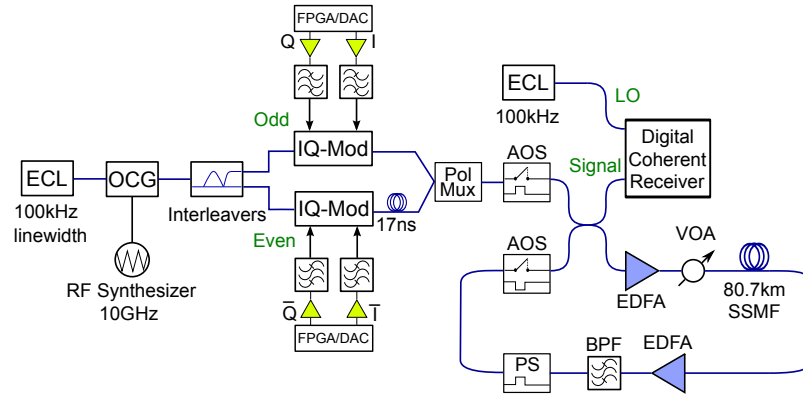 FPGA/DAC
Q
I
Odd
IQ-Mod
ECL
100kHz
linewidth
OCG
Interleavers
RF Synthesizer
10GHz
IQ-Mod
17ns
Even
Q̅
I̅
FPGA/DAC
Pol
Mux
AOS
ECL
100kHz
LO
Signal
Digital
Coherent
Receiver
AOS
EDFA
VOA
80.7km
SSMF
PS
BPF
EDFA